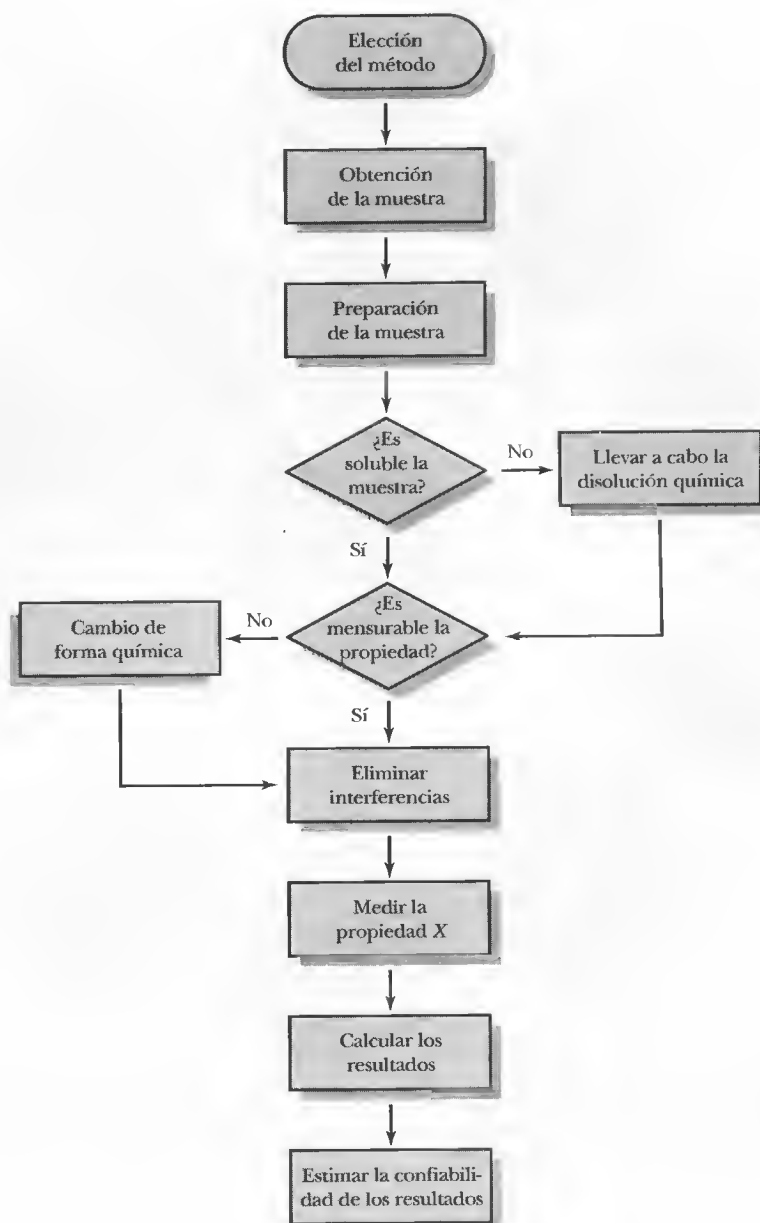 Elección
del método
Obtención
de la muestra
Preparación
de la muestra
¿Es
soluble la
muestra?
No
Llevar a cabo la
disolución química
Sí
¿Es
mensurable la
propiedad?
No
Cambio de
forma química
Sí
Eliminar
interferencias
Medir la
propiedad X
Calcular los
resultados
Estimar la confiabili-
dad de los resultados